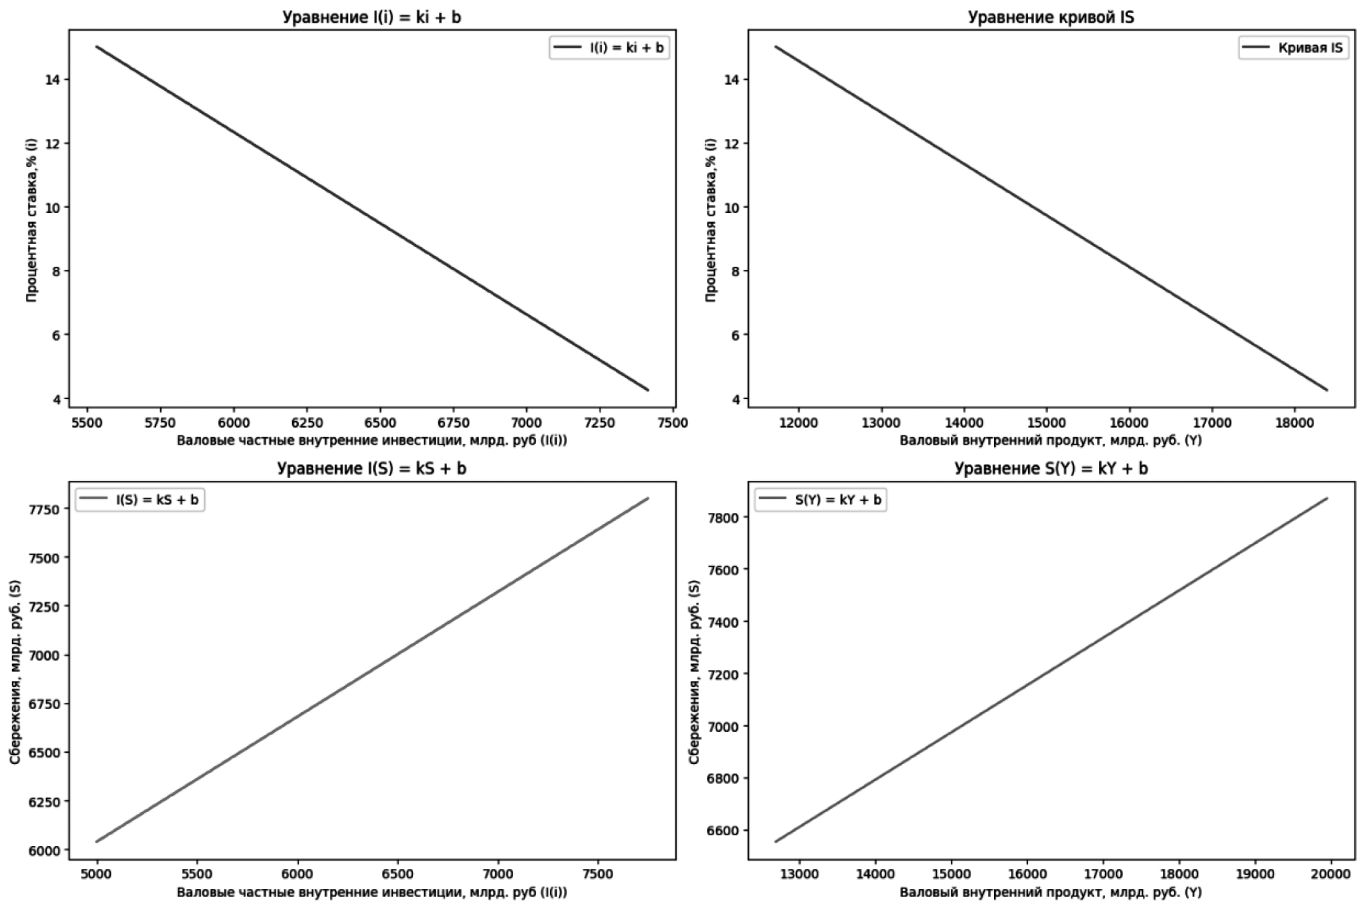 Уравнение I(i) = ki + b
I(i) = ki + b
Процентная ставка,% (i)
14
12
10
8
6
4
5500 5750 6000 6250 6500 6750 7000 7250 7500
Валовые частные внутренние инвестиции, млрд. руб (I(i))
Уравнение кривой IS
Кривая IS
Процентная ставка,% (i)
14
12
10
8
6
4
12000 13000 14000 15000 16000 17000 18000
Валовый внутренний продукт, млрд. руб. (Y)
Уравнение I(S) = kS + b
I(S) = kS + b
Сбережения, млрд. руб. (S)
7750
7500
7250
7000
6750
6500
6250
6000
5000 5500 6000 6500 7000 7500
Валовые частные внутренние инвестиции, млрд. руб (I(i))
Уравнение S(Y) = kY + b
S(Y) = kY + b
Сбережения, млрд. руб. (S)
7800
7600
7400
7200
7000
6800
6600
13000 14000 15000 16000 17000 18000 19000 20000
Валовый внутренний продукт, млрд. руб. (Y)